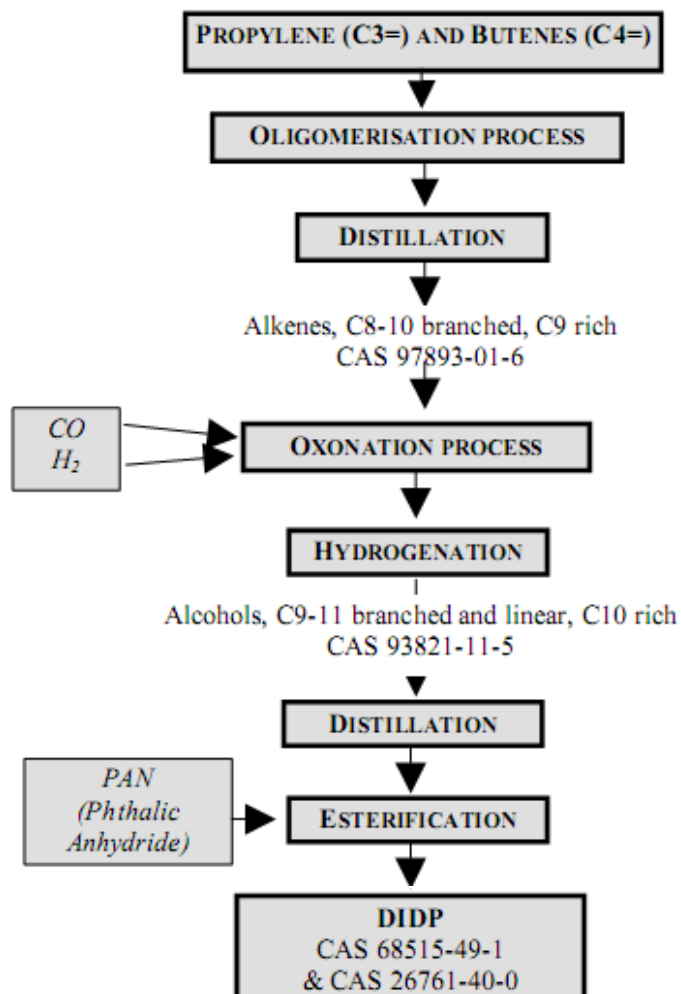 PROPYLENE (C3=) AND BUTENES (C4=)
OLIGOMERISATION PROCESS
DISTILLATION
Alkenes, C8-10 branched, C9 rich
CAS 97893-01-6
CO
H₂
OXONATION PROCESS
HYDROGENATION
Alcohols, C9-11 branched and linear, C10 rich
CAS 93821-11-5
DISTILLATION
PAN
(Phthalic
Anhydride)
ESTERIFICATION
DIDP
CAS 68515-49-1
& CAS 26761-40-0